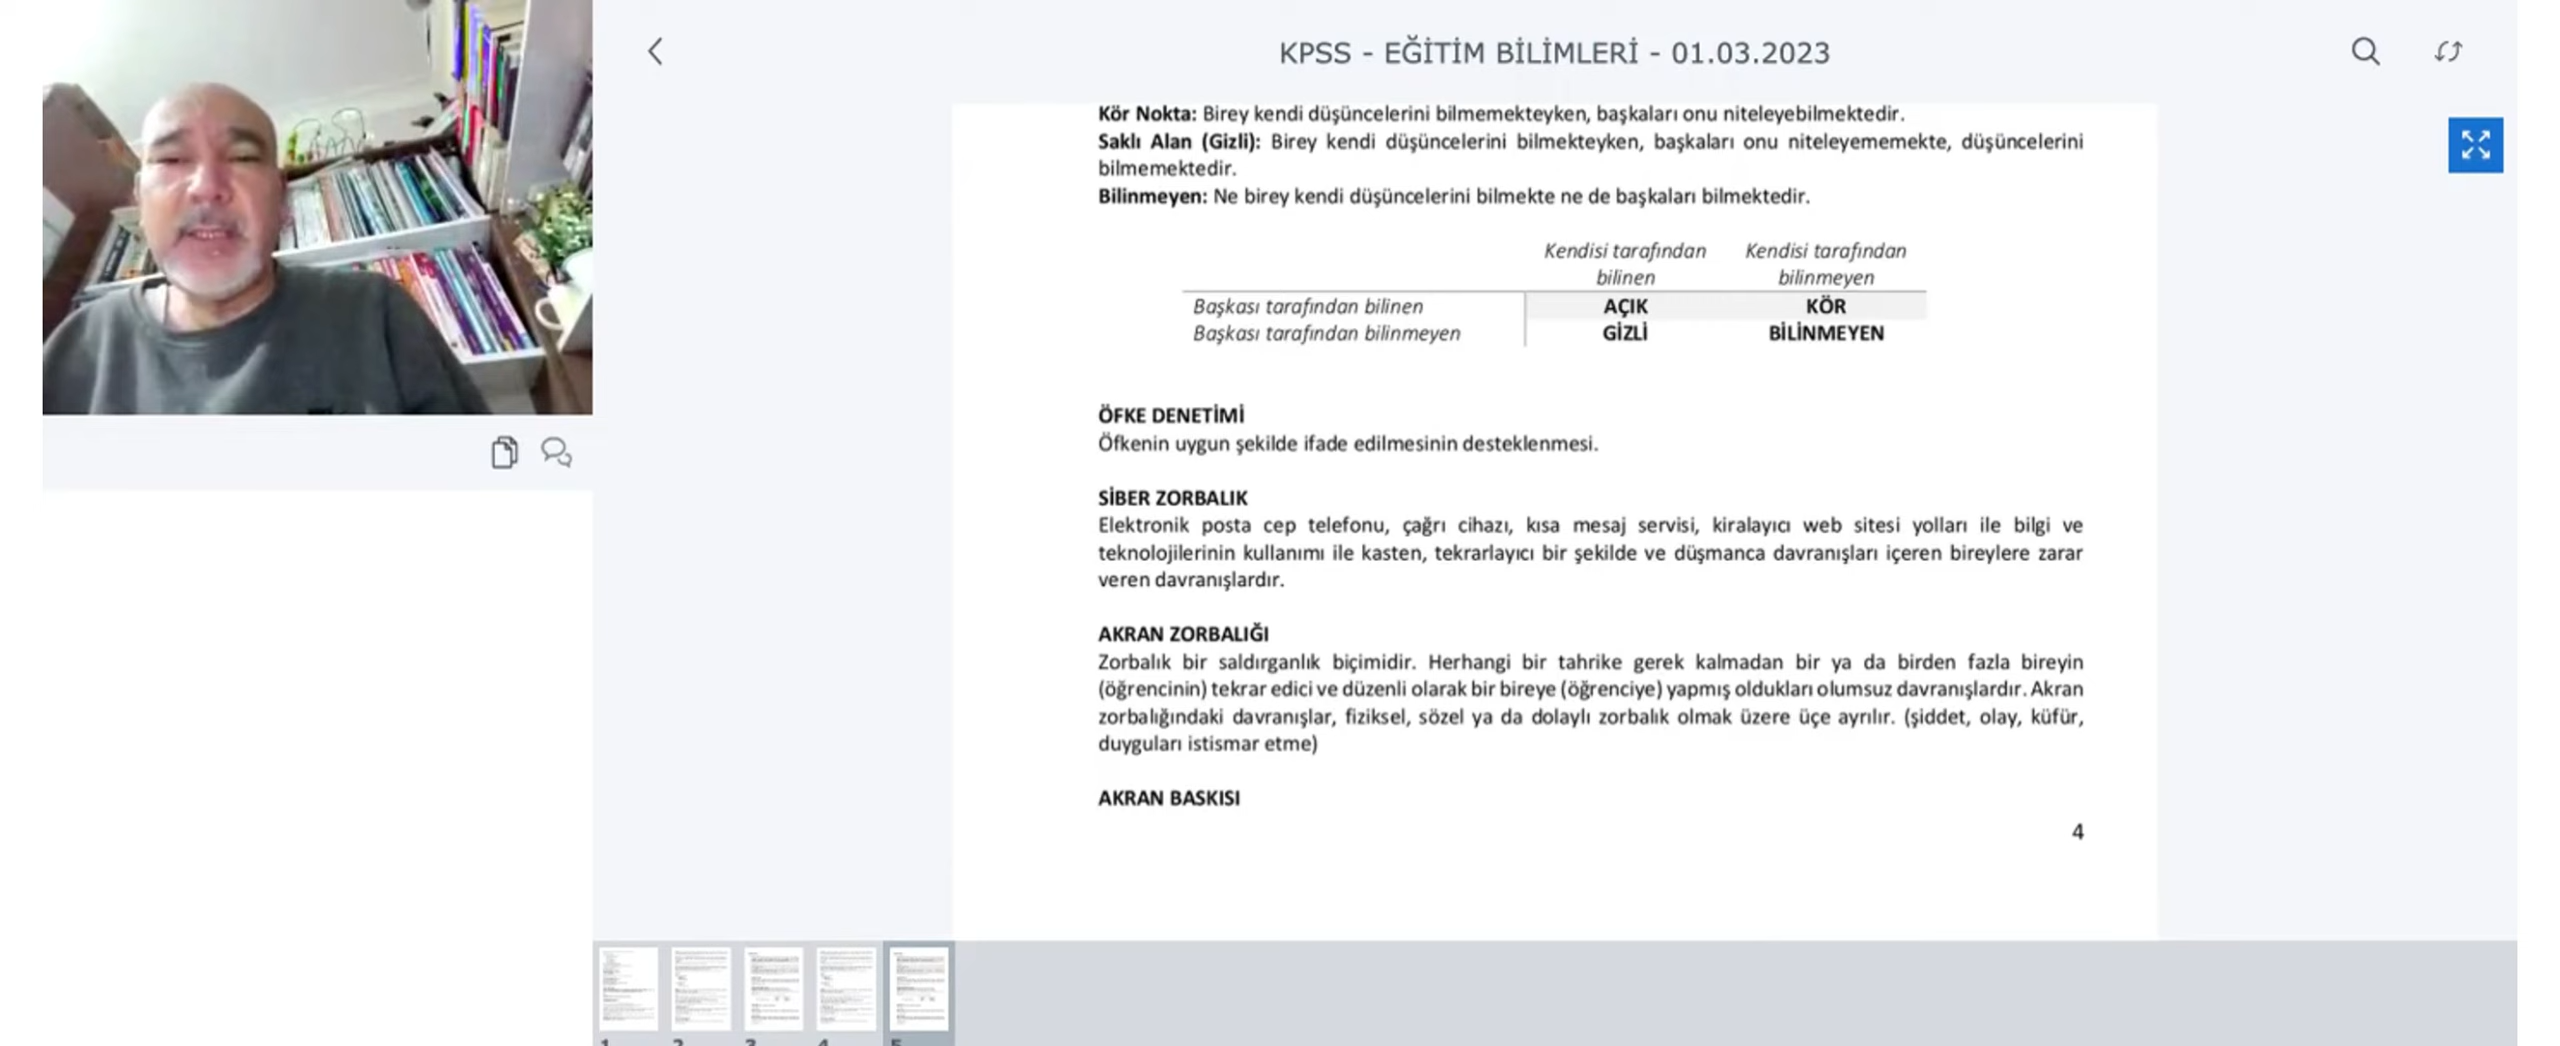 KPSS - EĞİTİM BİLİMLERİ - 01.03.2023
Kör Nokta: Birey kendi düşüncelerini bilmemekteyken, başkaları onu niteleyebilmektedir.
Saklı Alan (Gizli): Birey kendi düşüncelerini bilmekteyken, başkaları onu niteleyememekte, düşüncelerini
bilmemektedir.
Bilinmeyen: Ne birey kendi düşüncelerini bilmekte ne de başkaları bilmektedir.
Kendisi tarafından Kendisi tarafından
bilinen bilinmeyen
Başkası tarafından bilinen AÇIK KÖR
Başkası tarafından bilinmeyen GİZLİ BİLİNMEYEN
ÖFKE DENETİMİ
Öfkenin uygun şekilde ifade edilmesinin desteklenmesi.
SİBER ZORBALIK
Elektronik posta cep telefonu, çağrı cihazı, kısa mesaj servisi, kiralayıcı web sitesi yolları ile bilgi ve
teknolojilerinin kullanımı ile kasten, tekrarlayıcı bir şekilde ve düşmanca davranışları içeren bireylere zarar
veren davranışlardır.
AKRAN ZORBALIĞI
Zorbalık bir saldırganlık biçimidir. Herhangi bir tahrike gerek kalmadan bir ya da birden fazla bireyin
(öğrencinin) tekrar edici ve düzenli olarak bir bireye (öğrenciye) yapmış oldukları olumsuz davranışlardır. Akran
zorbalığındaki davranışlar, fiziksel, sözel ya da dolaylı zorbalık olmak üzere üçe ayrılır. (şiddet, olay, küfür,
duyguları istismar etme)
AKRAN BASKISI
4
1 2 3 4 5